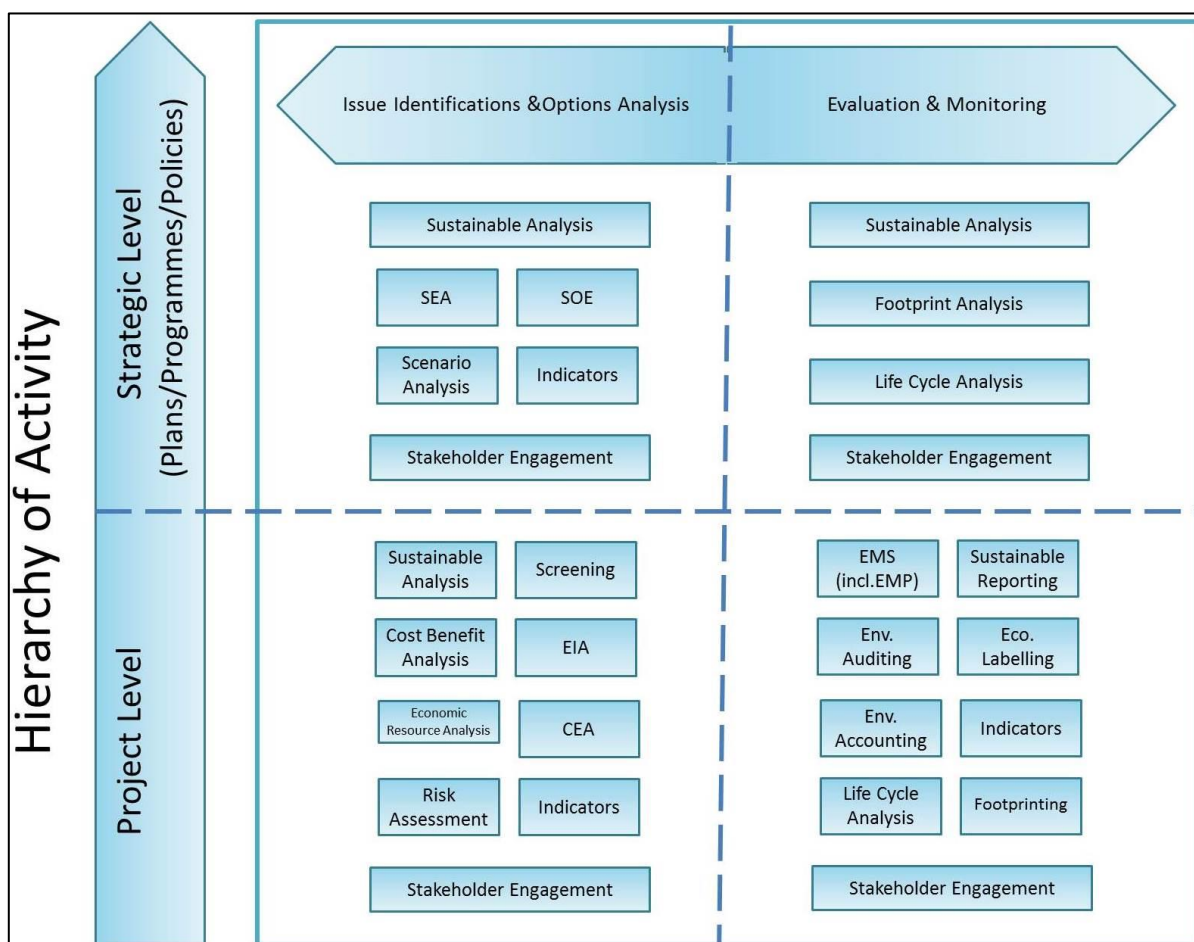 Hierarchy of Activity
Strategic Level
(Plans/Programmes/Policies)
Project Level
Issue Identifications &Options Analysis
Evaluation & Monitoring
Sustainable Analysis
SEA
SOE
Scenario
Analysis
Indicators
Stakeholder Engagement
Sustainable Analysis
Footprint Analysis
Life Cycle Analysis
Stakeholder Engagement
Sustainable
Analysis
Screening
Cost Benefit
Analysis
EIA
Economic
Resource Analysis
CEA
Risk
Assessment
Indicators
Stakeholder Engagement
EMS
(incl.EMP)
Sustainable
Reporting
Env.
Auditing
Eco.
Labelling
Env.
Accounting
Indicators
Life Cycle
Analysis
Footprinting
Stakeholder Engagement